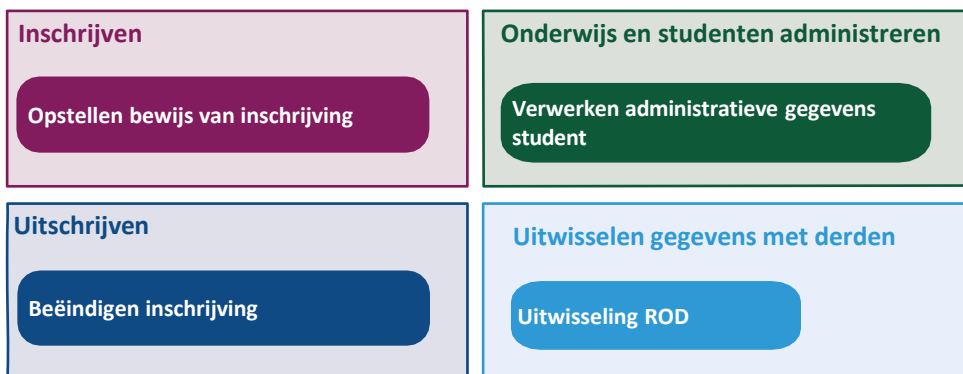 Inschrijven
Opstellen bewijs van inschrijving
Onderwijs en studenten administreren
Verwerken administratieve gegevens
student
Uitschrijven
Beëindigen inschrijving
Uitwisselen gegevens met derden
Uitwisseling ROD